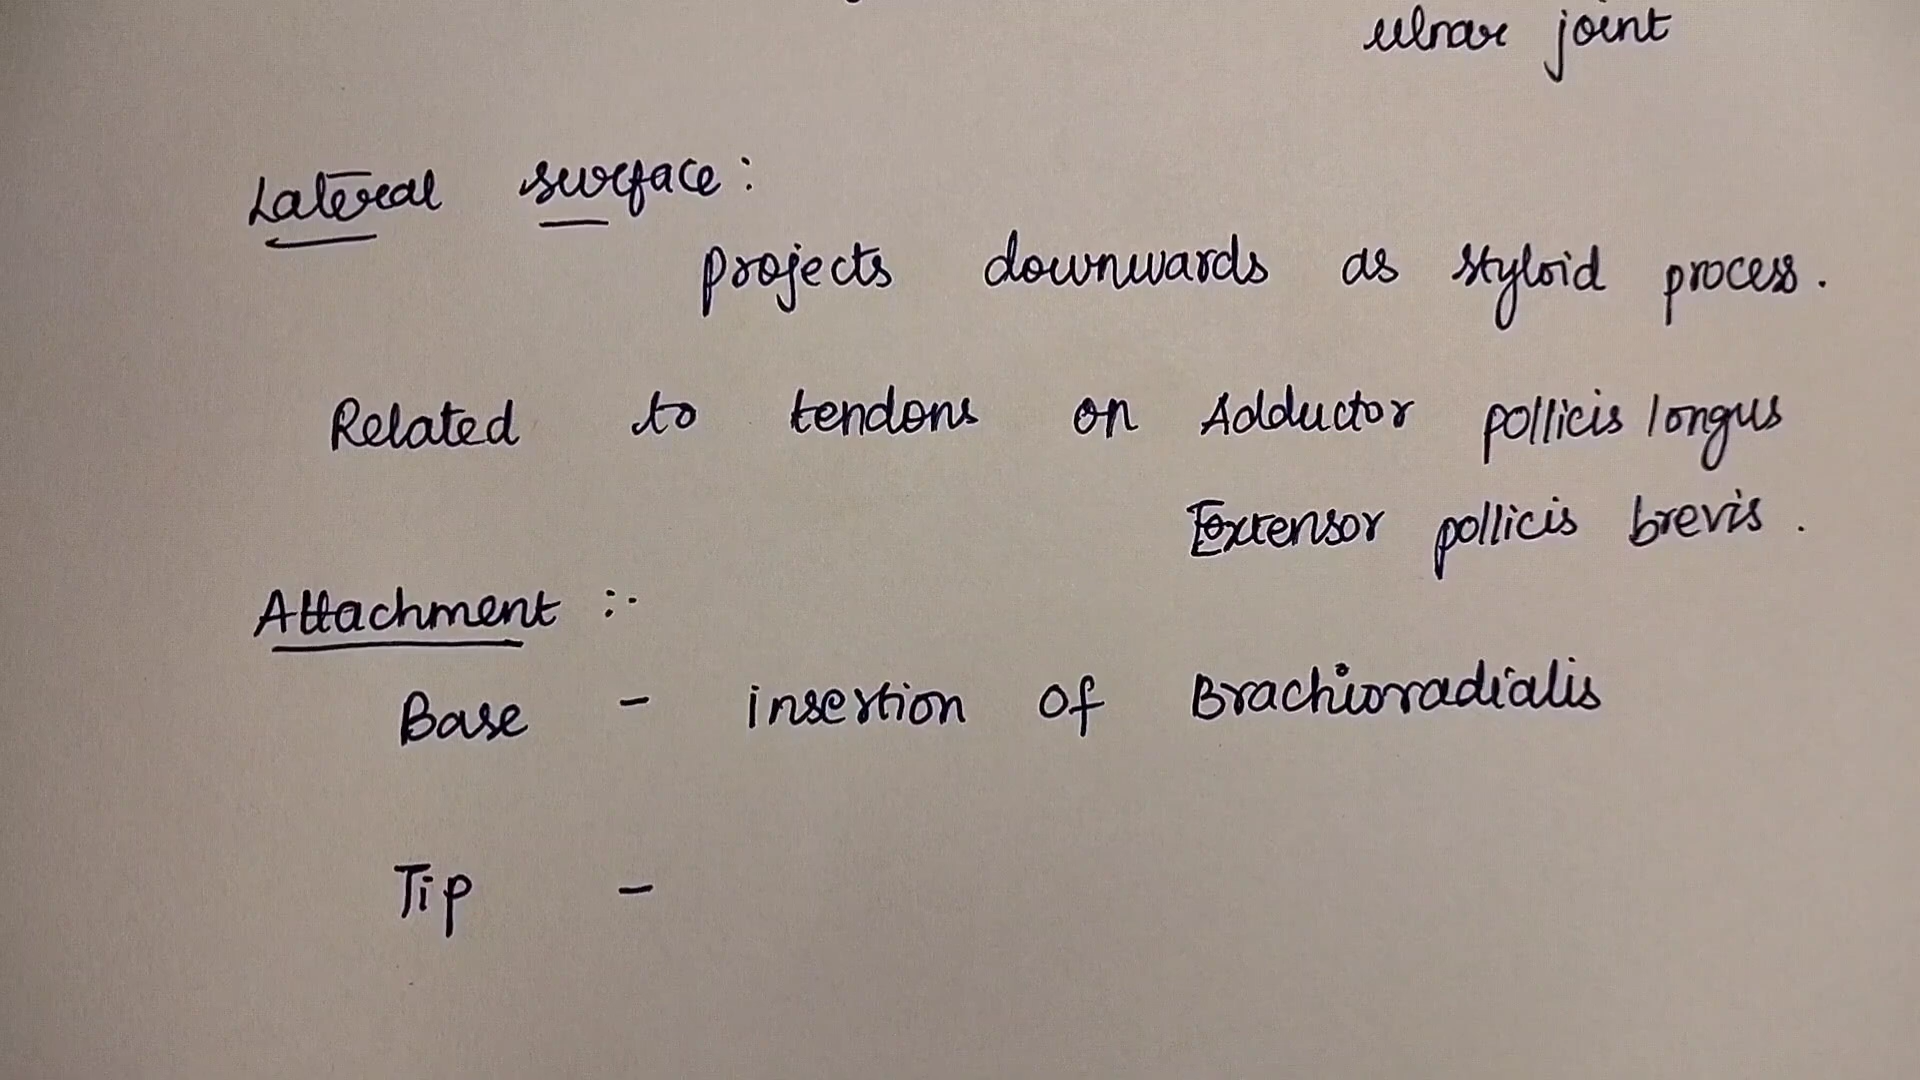 ulnar joint
Lateral surface:
projects downwards as styloid process.
Related to tendons on Adductor pollicis longus
Extensor pollicis brevis.
Attachment :-
Base - insertion of Brachioradialis
Tip -